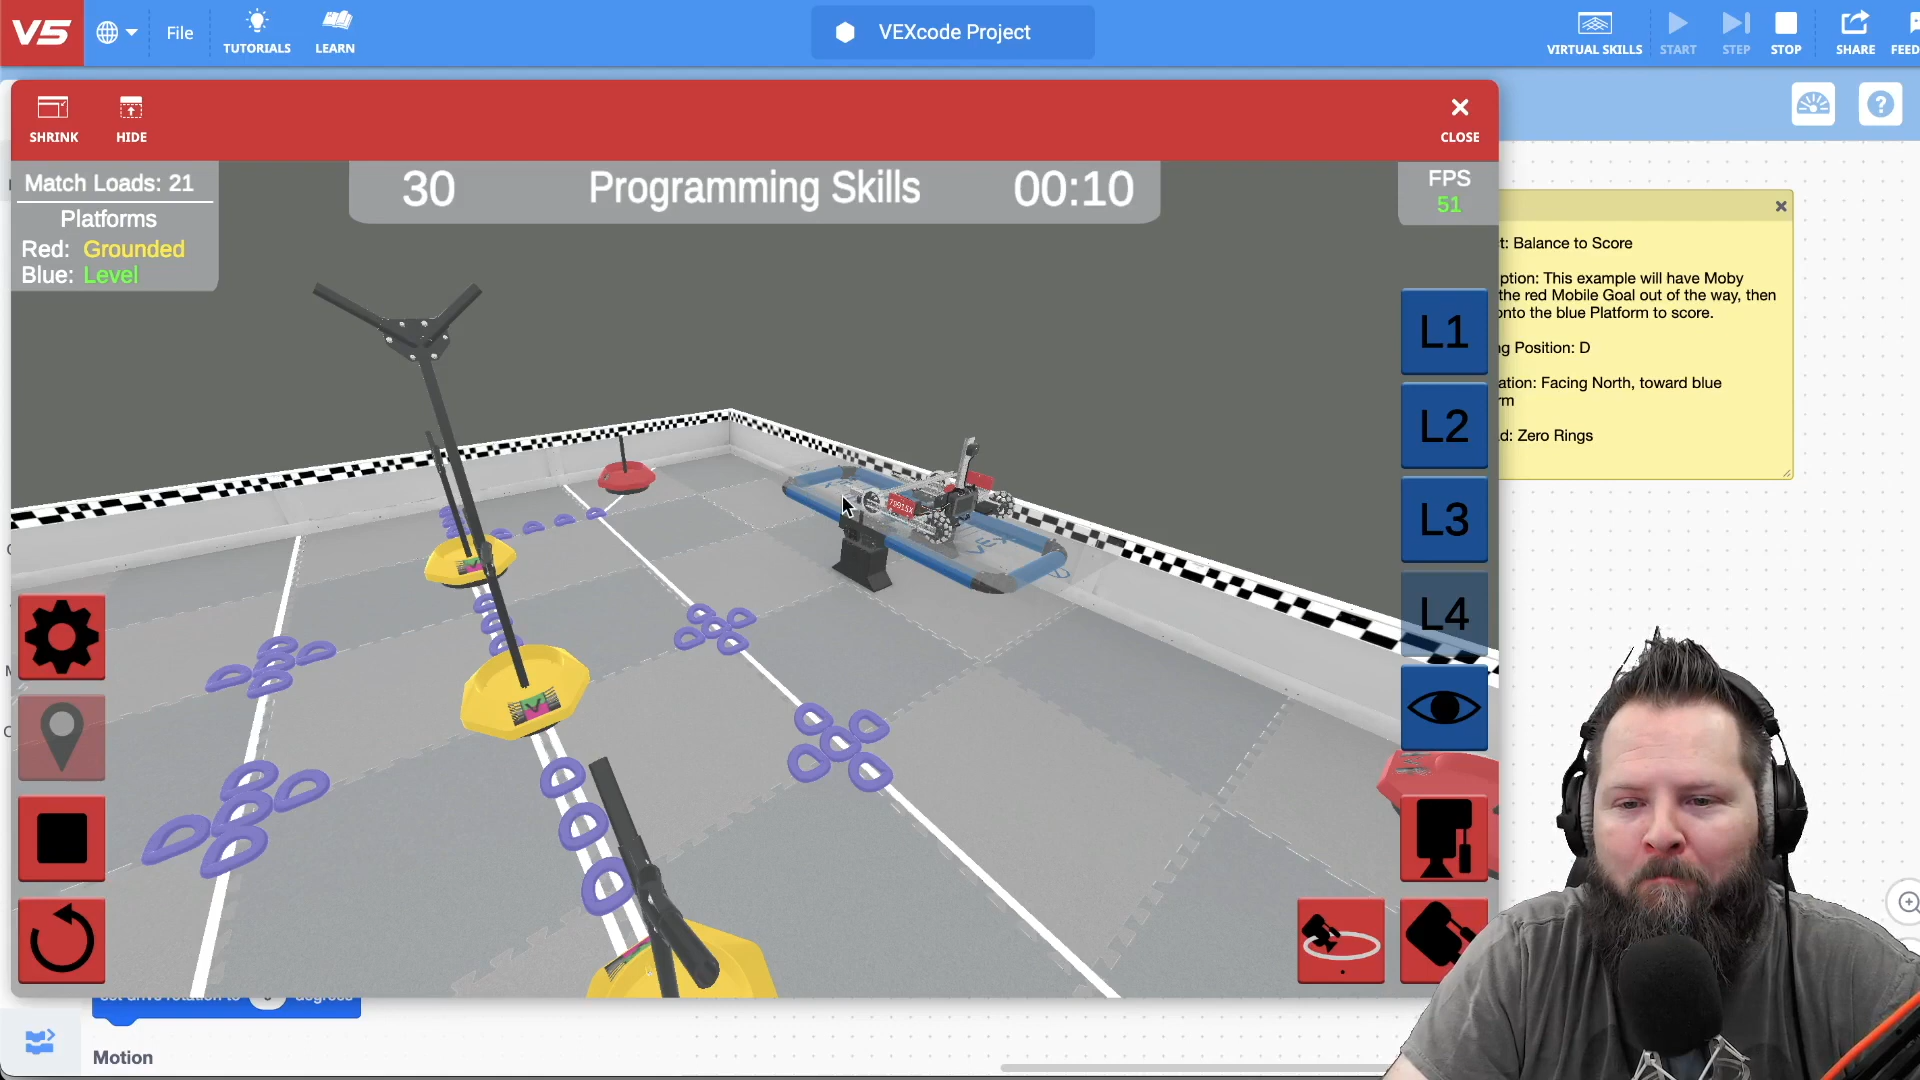 V5
File
TUTORIALS
LEARN
VEXcode Project
VIRTUAL SKILLS
START
STEP
STOP
SHARE
FEED
SHRINK
HIDE
CLOSE
Match Loads: 21
Platforms
Red: Grounded
Blue: Level
30
Programming Skills
00:10
FPS
51
t: Balance to Score
ption: This example will have Moby
the red Mobile Goal out of the way, then
onto the blue Platform to score.
g Position: D
ation: Facing North, toward blue
rm
d: Zero Rings
L1
L2
L3
L4
VEX
Motion